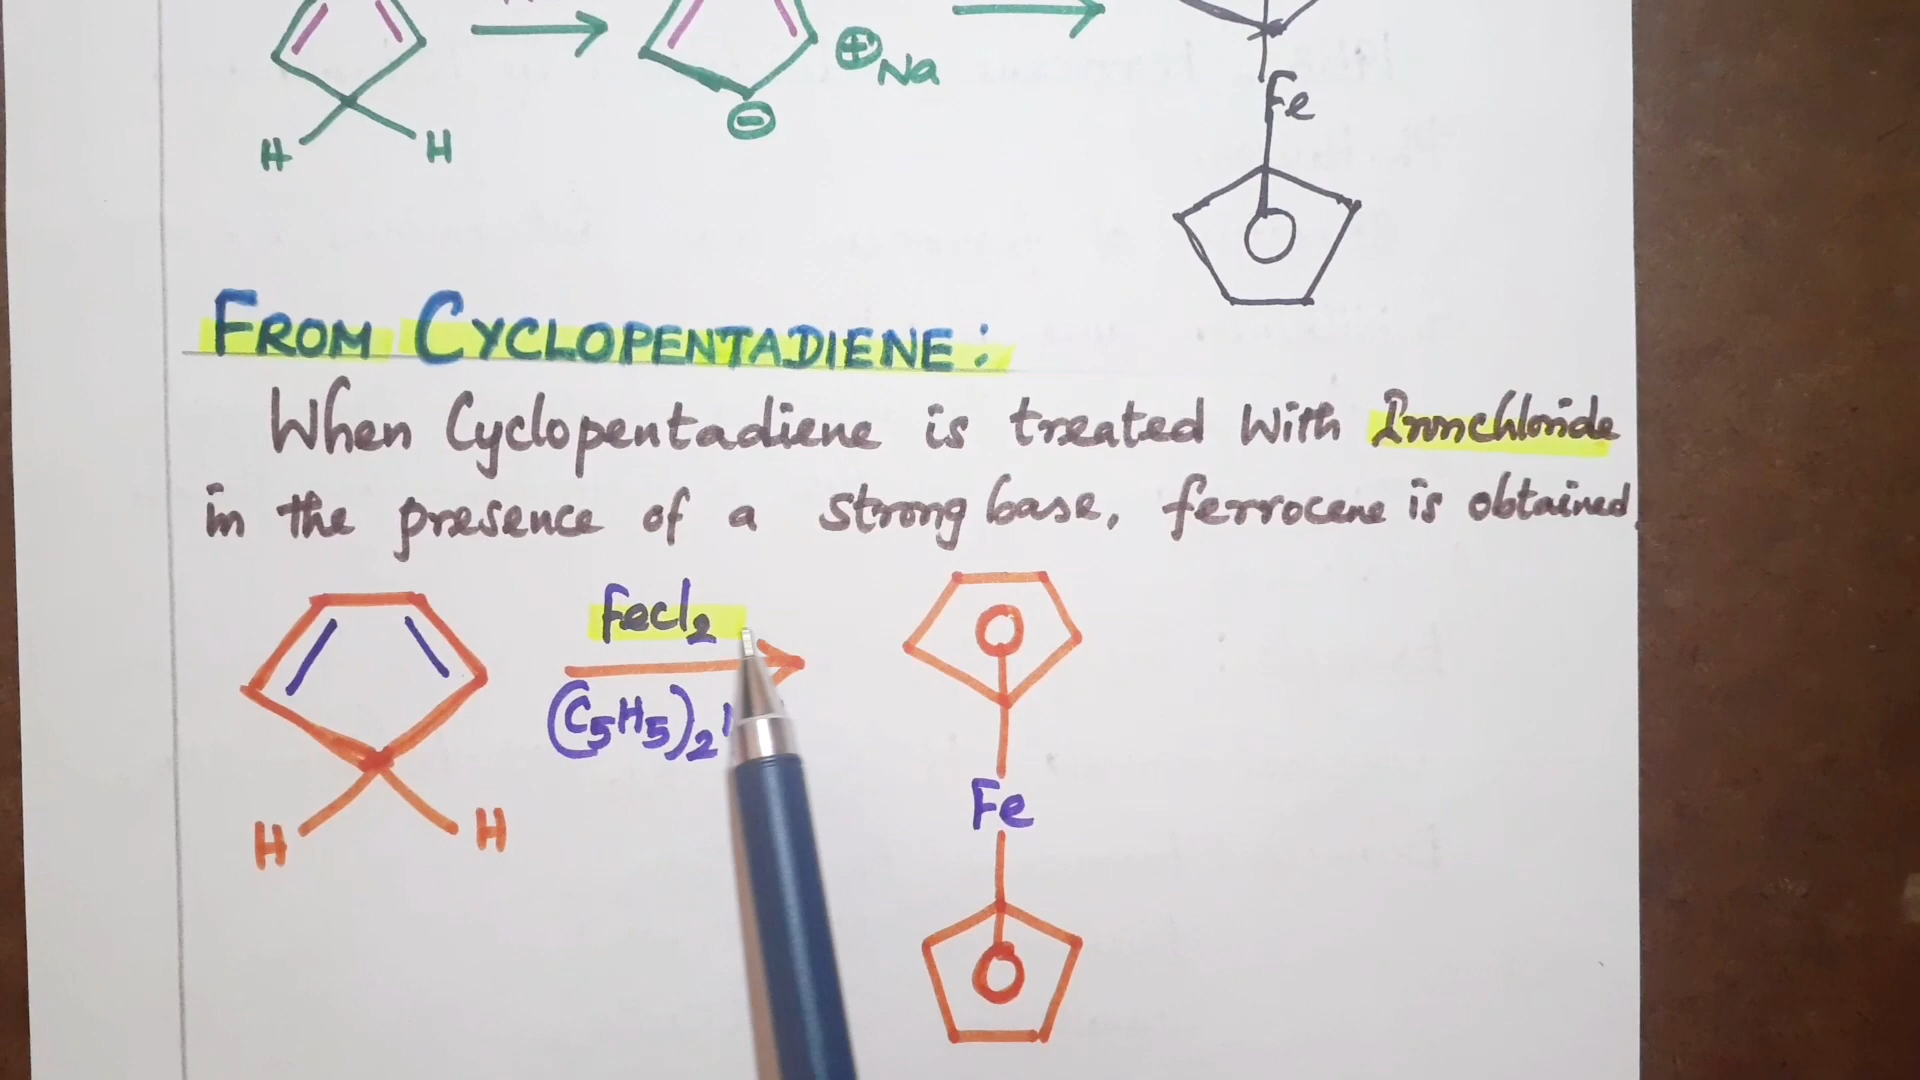 ⊕Na
H H ⊖
Fe
FROM CYCLOPENTADIENE:
When Cyclopentadiene is treated With Ironchloride
in the presence of a strong base, ferrocene is obtained.
FeCl2
(C5H5)2
Fe
H H